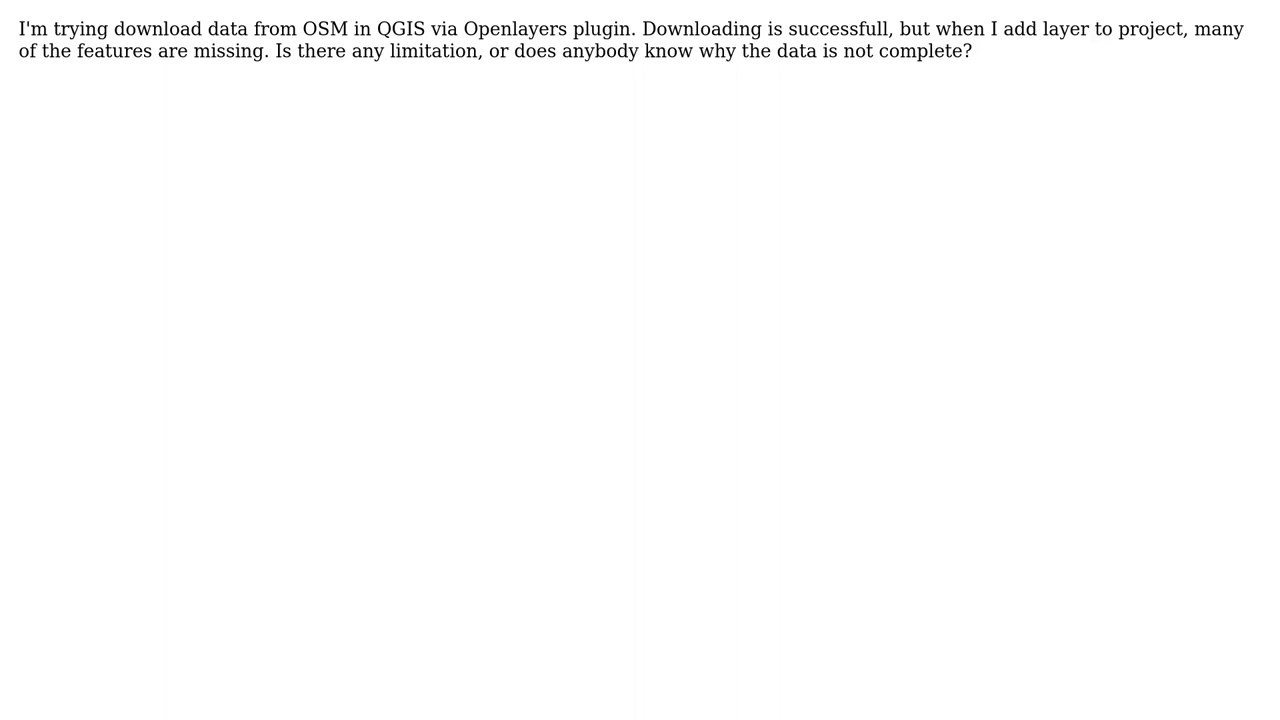 I'm trying download data from OSM in QGIS via Openlayers plugin. Downloading is successfull, but when I add layer to project, many
of the features are missing. Is there any limitation, or does anybody know why the data is not complete?